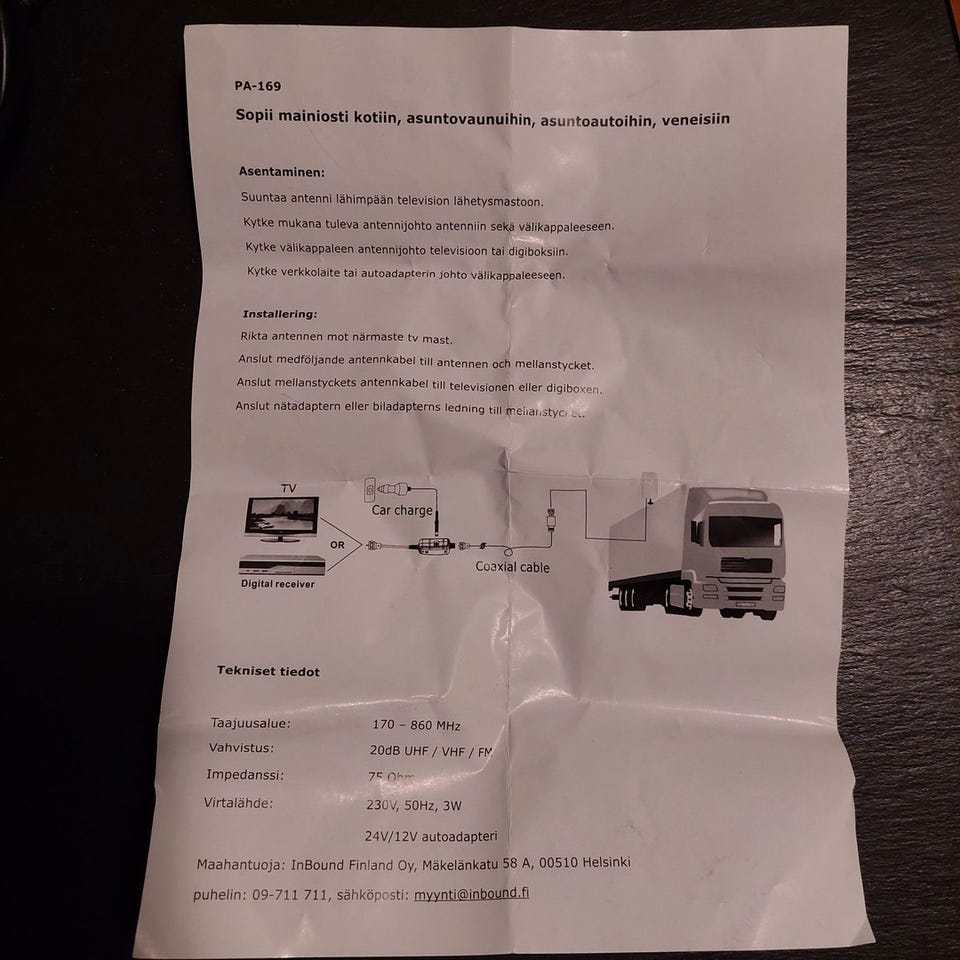 PA-169
Sopii mainiosti kotiin, asuntovaunuihin, asuntoautoihin, veneisiin
Asentaminen:
Suuntaa antenni lähimpään television lähetysmastoon.
Kytke mukana tuleva antennijohto antenniin sekä välikappaleeseen.
Kytke välikappaleen antennijohto televisioon tai digiboksiin.
Kytke verkkolaite tai autoadapterin johto välikappaleeseen.
Installering:
Rikta antennen mot närmaste tv mast.
Anslut medföljande antennkabel till antennen och mellanstycket.
Anslut mellanstyckets antennkabel till televisionen eller digiboxen.
Anslut nätadaptern eller biladapterns ledning till mellanstycket.
TV
Car charge
OR
Coaxial cable
Digital receiver
Tekniset tiedot
Taajuusalue: 170 – 860 MHz
Vahvistus: 20dB UHF / VHF / FM
Impedanssi: 75 Ohm
Virtalähde: 230V, 50Hz, 3W
24V/12V autoadapteri
Maahantuoja: InBound Finland Oy, Mäkelänkatu 58 A, 00510 Helsinki
puhelin: 09-711 711, sähköposti: myynti@inbound.fi